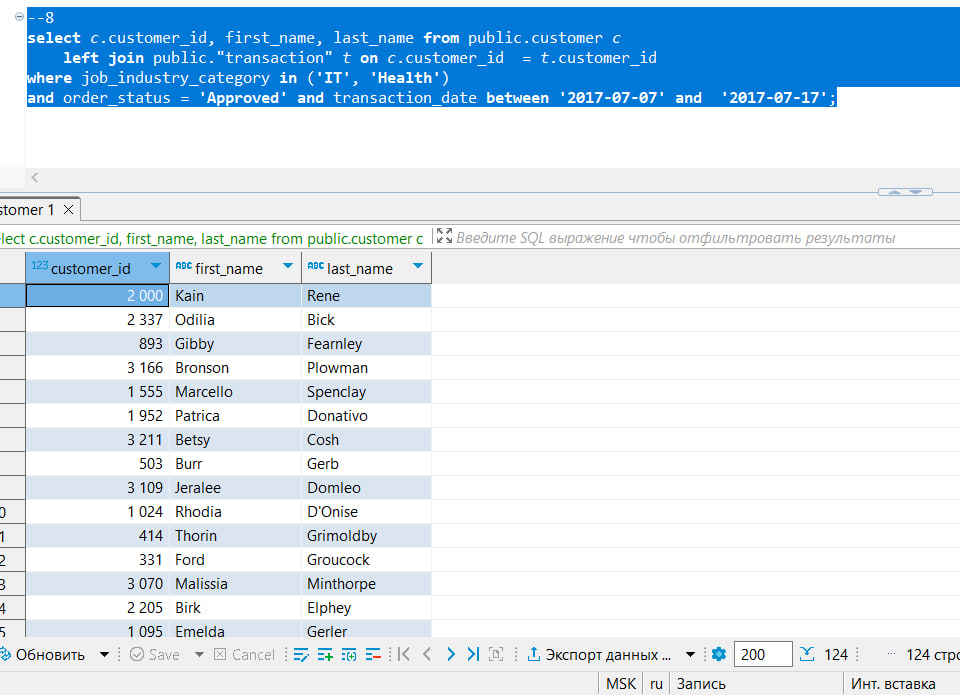 --8
select c.customer_id, first_name, last_name from public.customer c
left join public."transaction" t on c.customer_id  = t.customer_id
where job_industry_category in ('IT', 'Health')
and order_status = 'Approved' and transaction_date between '2017-07-07' and  '2017-07-17';
stomer 1
lect c.customer_id, first_name, last_name from public.customer c Введите SQL выражение чтобы отфильтровать результаты
123 customer_id ABC first_name ABC last_name
2 000 Kain Rene
2 337 Odilia Bick
893 Gibby Fearnley
3 166 Bronson Plowman
1 555 Marcello Spenclay
1 952 Patrica Donativo
3 211 Betsy Cosh
503 Burr Gerb
3 109 Jeralee Domleo
0 1 024 Rhodia D'Onise
1 414 Thorin Grimoldby
2 331 Ford Groucock
3 3 070 Malissia Minthorpe
4 2 205 Birk Elphey
5 1 095 Emelda Gerler
Обновить Save Cancel Экспорт данных ... 200 124 ... 124 стро
MSK ru Запись Инт. вставка